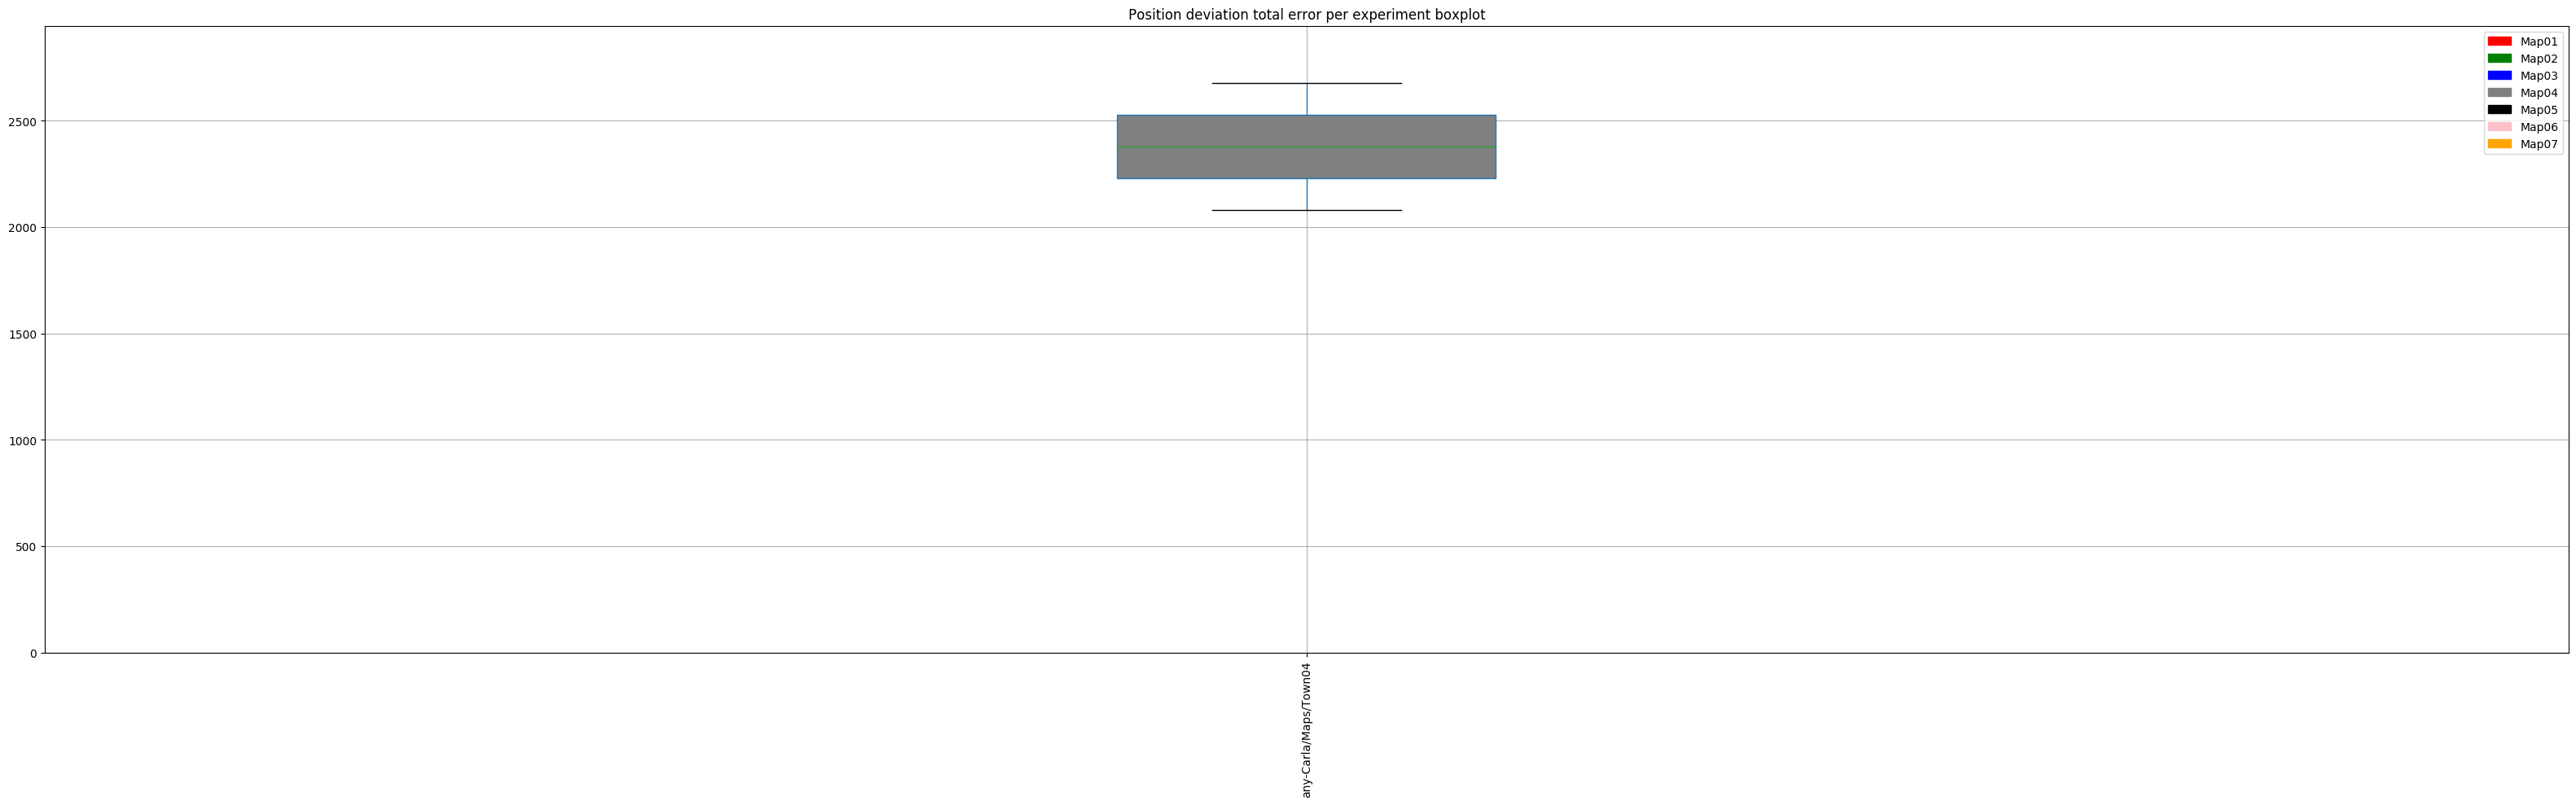 Position deviation total error per experiment boxplot
Map01
Map02
Map03
Map04
Map05
Map06
Map07
2500
2000
1500
1000
500
0
any-Carla/Maps/Town04